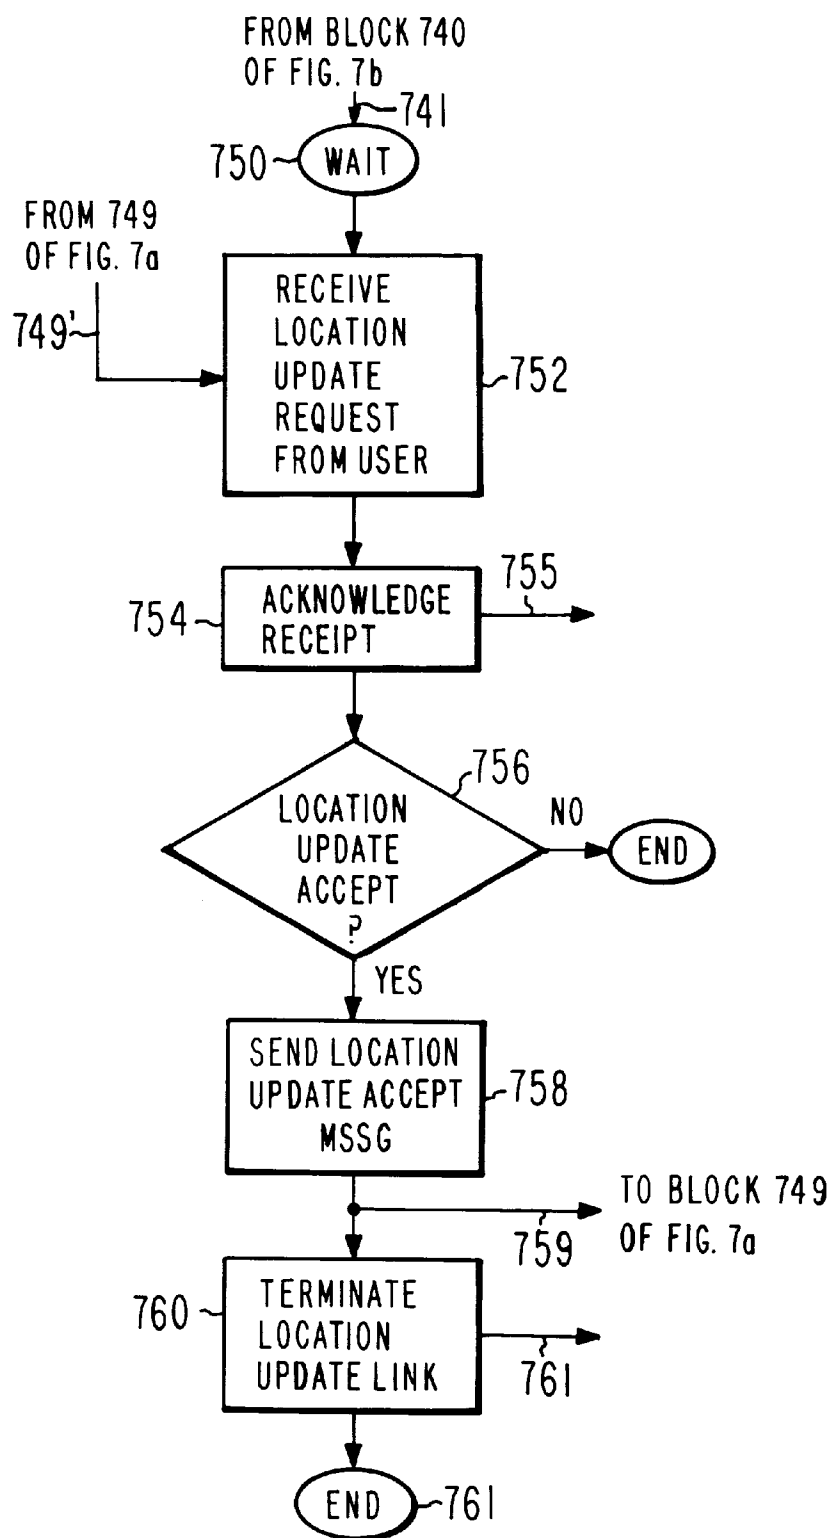 FROM BLOCK 740
OF FIG. 7b
741
750
WAIT
FROM 749
OF FIG. 7a
749'
RECEIVE
LOCATION
UPDATE
REQUEST
FROM USER
752
754
ACKNOWLEDGE
RECEIPT
755
756
LOCATION
UPDATE
ACCEPT
?
NO
END
YES
SEND LOCATION
UPDATE ACCEPT
MSSG
758
TO BLOCK 749
OF FIG. 7a
759
760
TERMINATE
LOCATION
UPDATE LINK
761
END
761